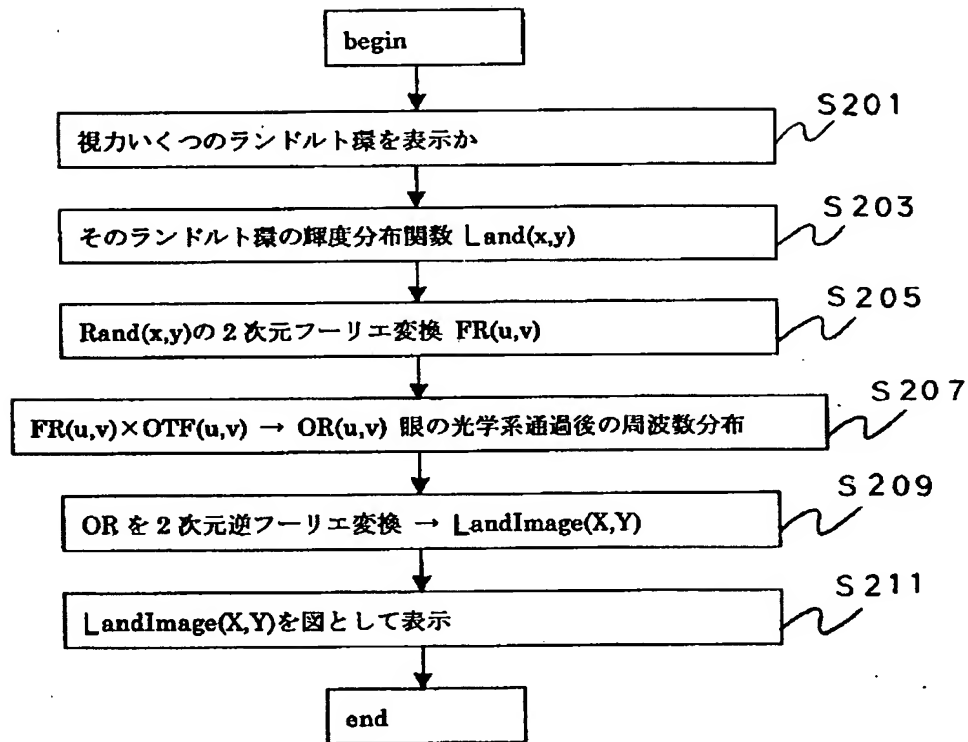 begin
S201
視力いくつのランドルト環を表示か
S203
そのランドルト環の輝度分布関数 Land(x,y)
S205
Rand(x,y)の2次元フーリエ変換 FR(u,v)
S207
FR(u,v)×OTF(u,v) → OR(u,v) 眼の光学系通過後の周波数分布
S209
ORを2次元逆フーリエ変換 → LandImage(X,Y)
S211
LandImage(X,Y)を図として表示
end